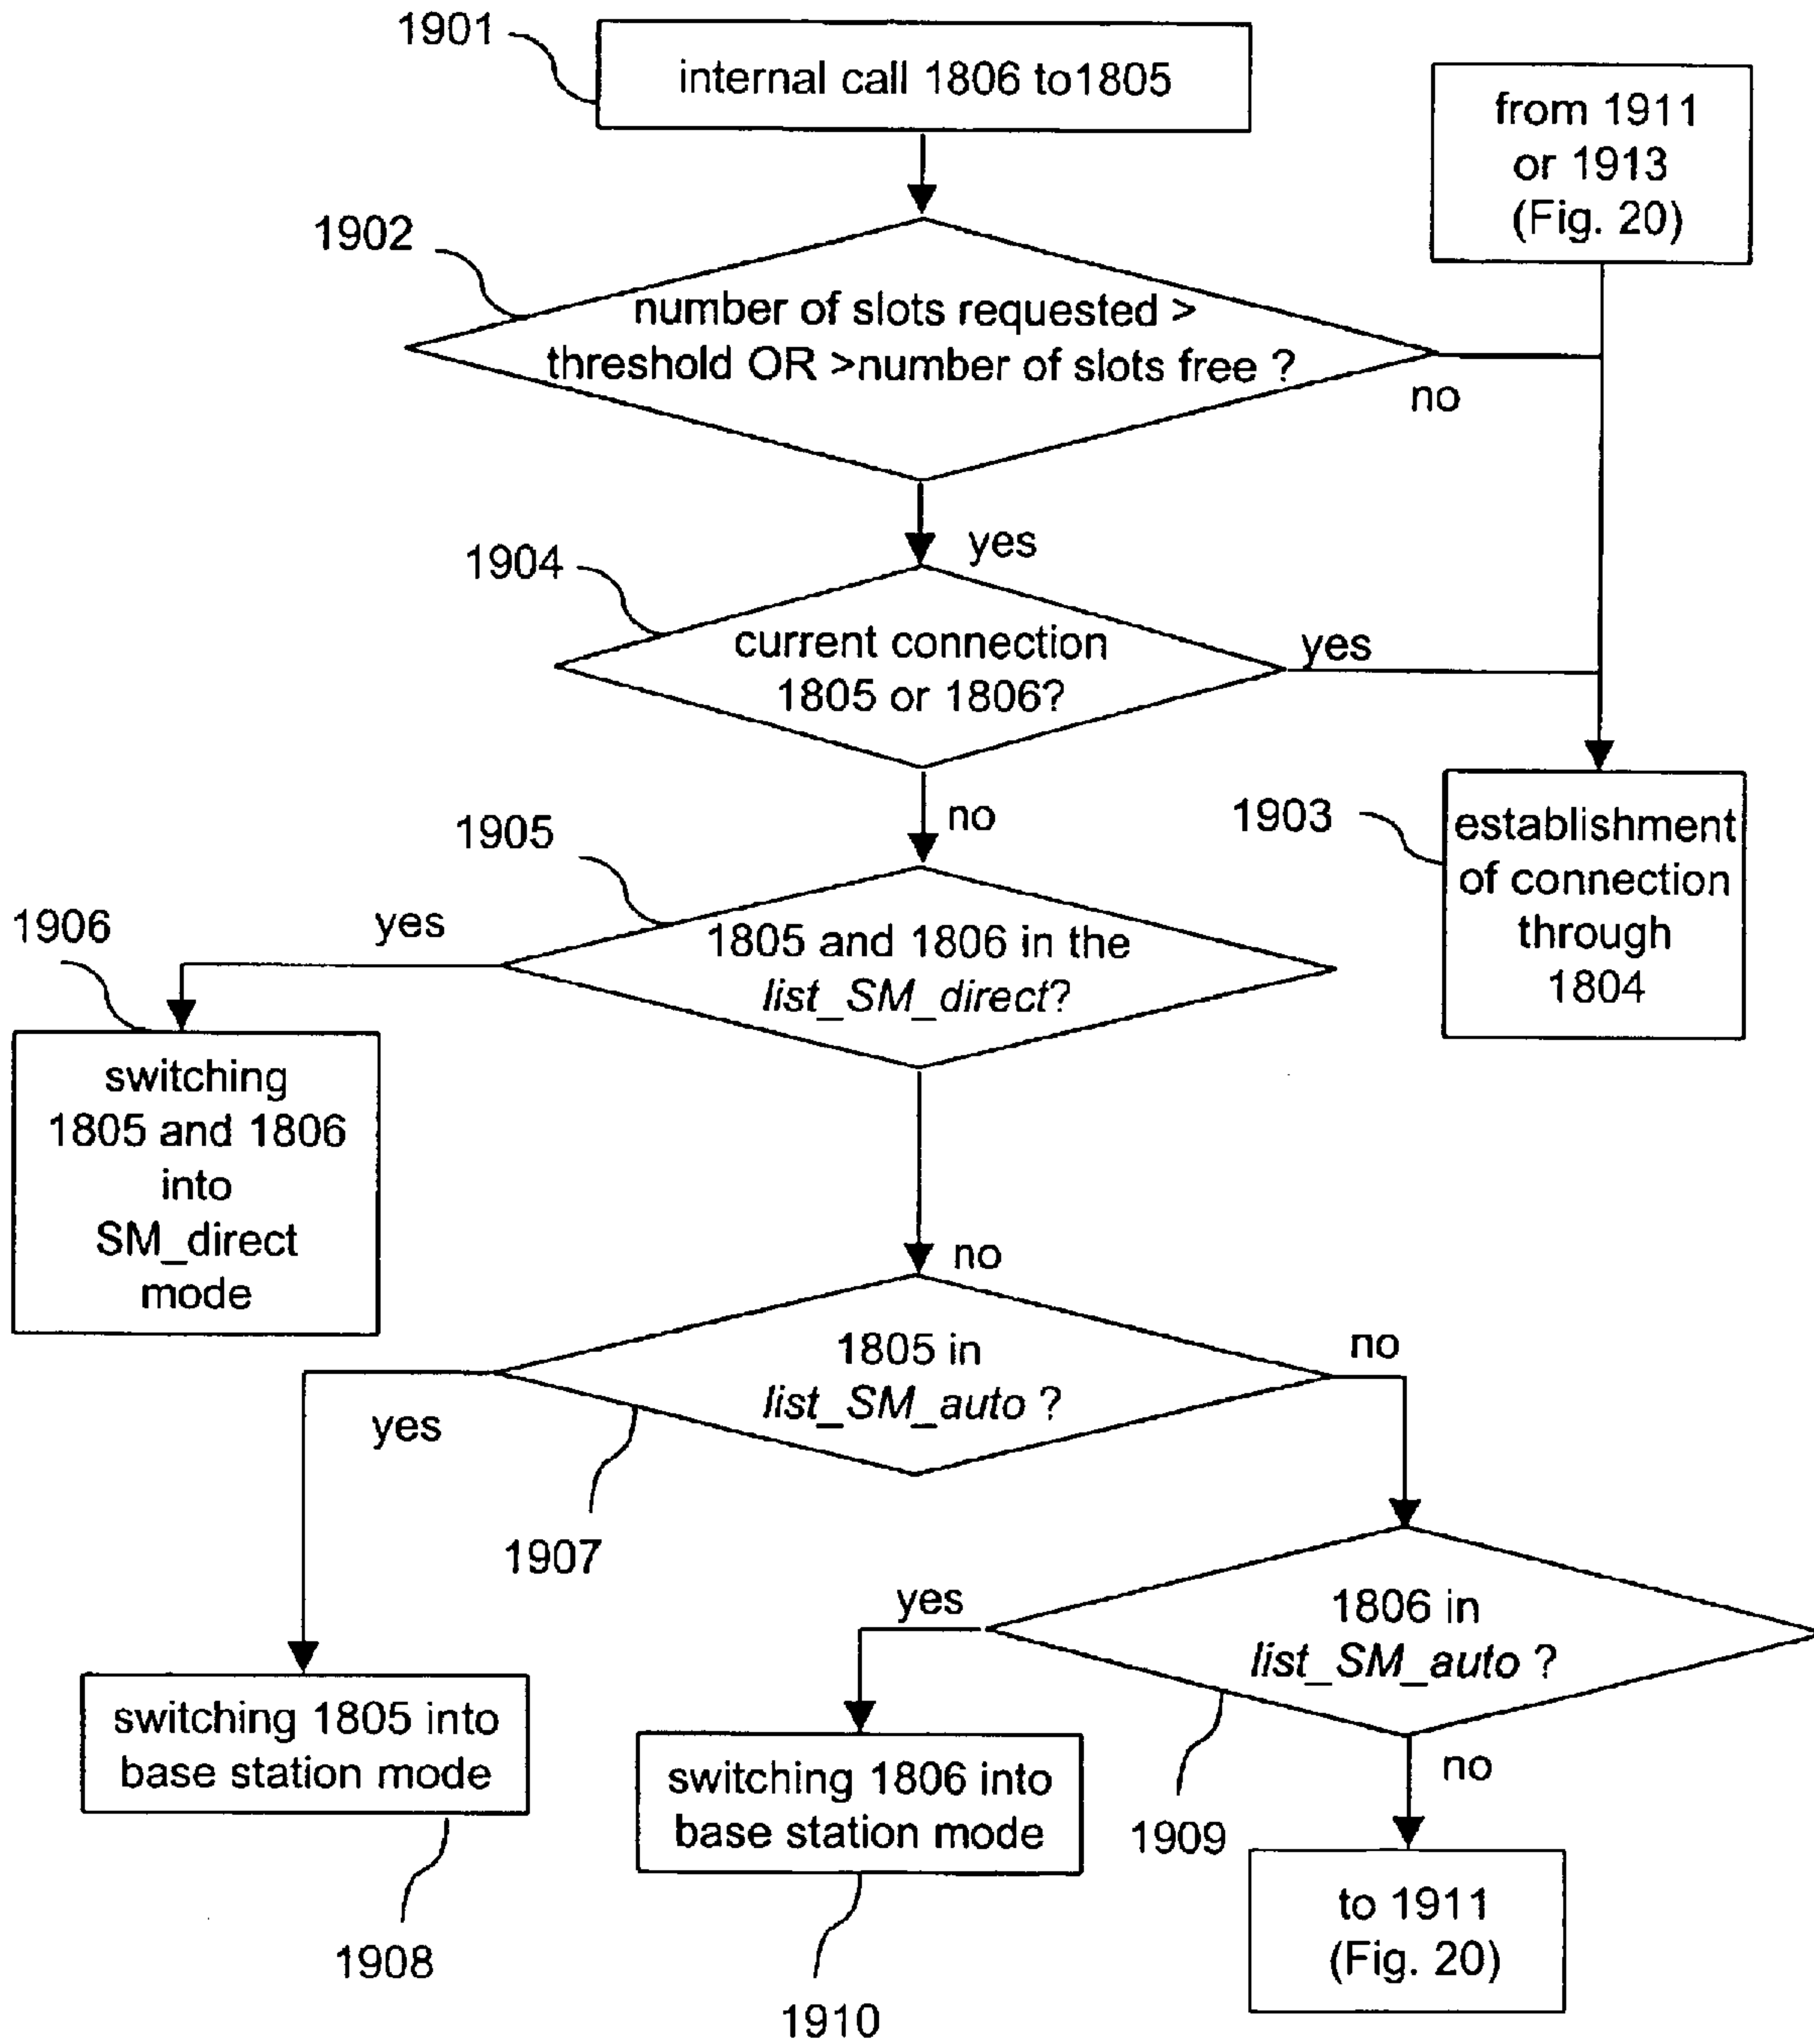 1901
internal call 1806 to1805
from 1911
or 1913
(Fig. 20)
1902
number of slots requested >
threshold OR >number of slots free ?
no
yes
1904
current connection
1805 or 1806?
yes
no
1903
establishment
of connection
through
1804
1905
1805 and 1806 in the
list_SM_direct?
yes
1906
switching
1805 and 1806
into
SM_direct
mode
no
1805 in
list_SM_auto ?
no
yes
1907
1806 in
list_SM_auto ?
yes
switching 1805 into
base station mode
switching 1806 into
base station mode
no
1909
to 1911
(Fig. 20)
1908
1910